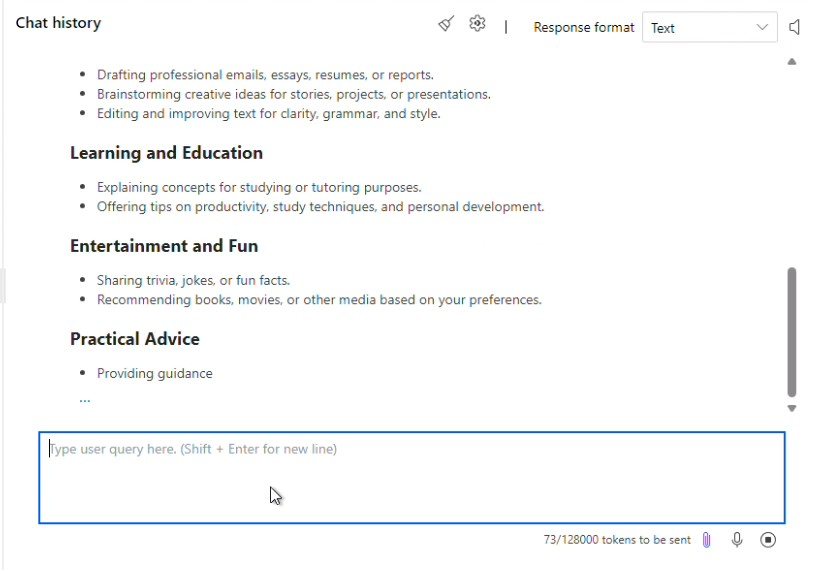 Chat history | Response format Text
Drafting professional emails, essays, resumes, or reports.
Brainstorming creative ideas for stories, projects, or presentations.
Editing and improving text for clarity, grammar, and style.
Learning and Education
Explaining concepts for studying or tutoring purposes.
Offering tips on productivity, study techniques, and personal development.
Entertainment and Fun
Sharing trivia, jokes, or fun facts.
Recommending books, movies, or other media based on your preferences.
Practical Advice
Providing guidance
...
Type user query here. (Shift + Enter for new line)
73/128000 tokens to be sent